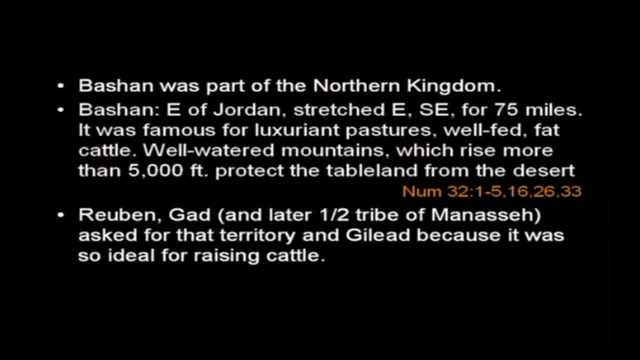 • Bashan was part of the Northern Kingdom.
• Bashan: E of Jordan, stretched E, SE, for 75 miles.
It was famous for luxuriant pastures, well-fed, fat
cattle. Well-watered mountains, which rise more
than 5,000 ft. protect the tableland from the desert
Num 32:1-5,16,26,33
• Reuben, Gad (and later 1/2 tribe of Manasseh)
asked for that territory and Gilead because it was
so ideal for raising cattle.